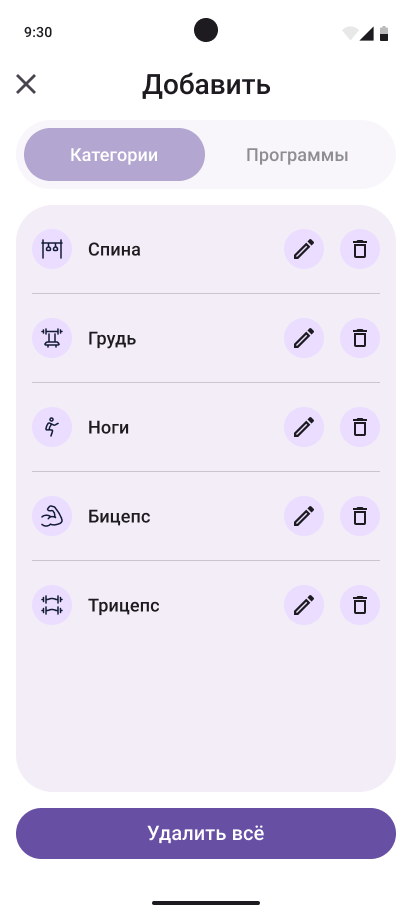 9:30
Добавить
Категории
Программы
Спина
Грудь
Ноги
Бицепс
Трицепс
Удалить всё